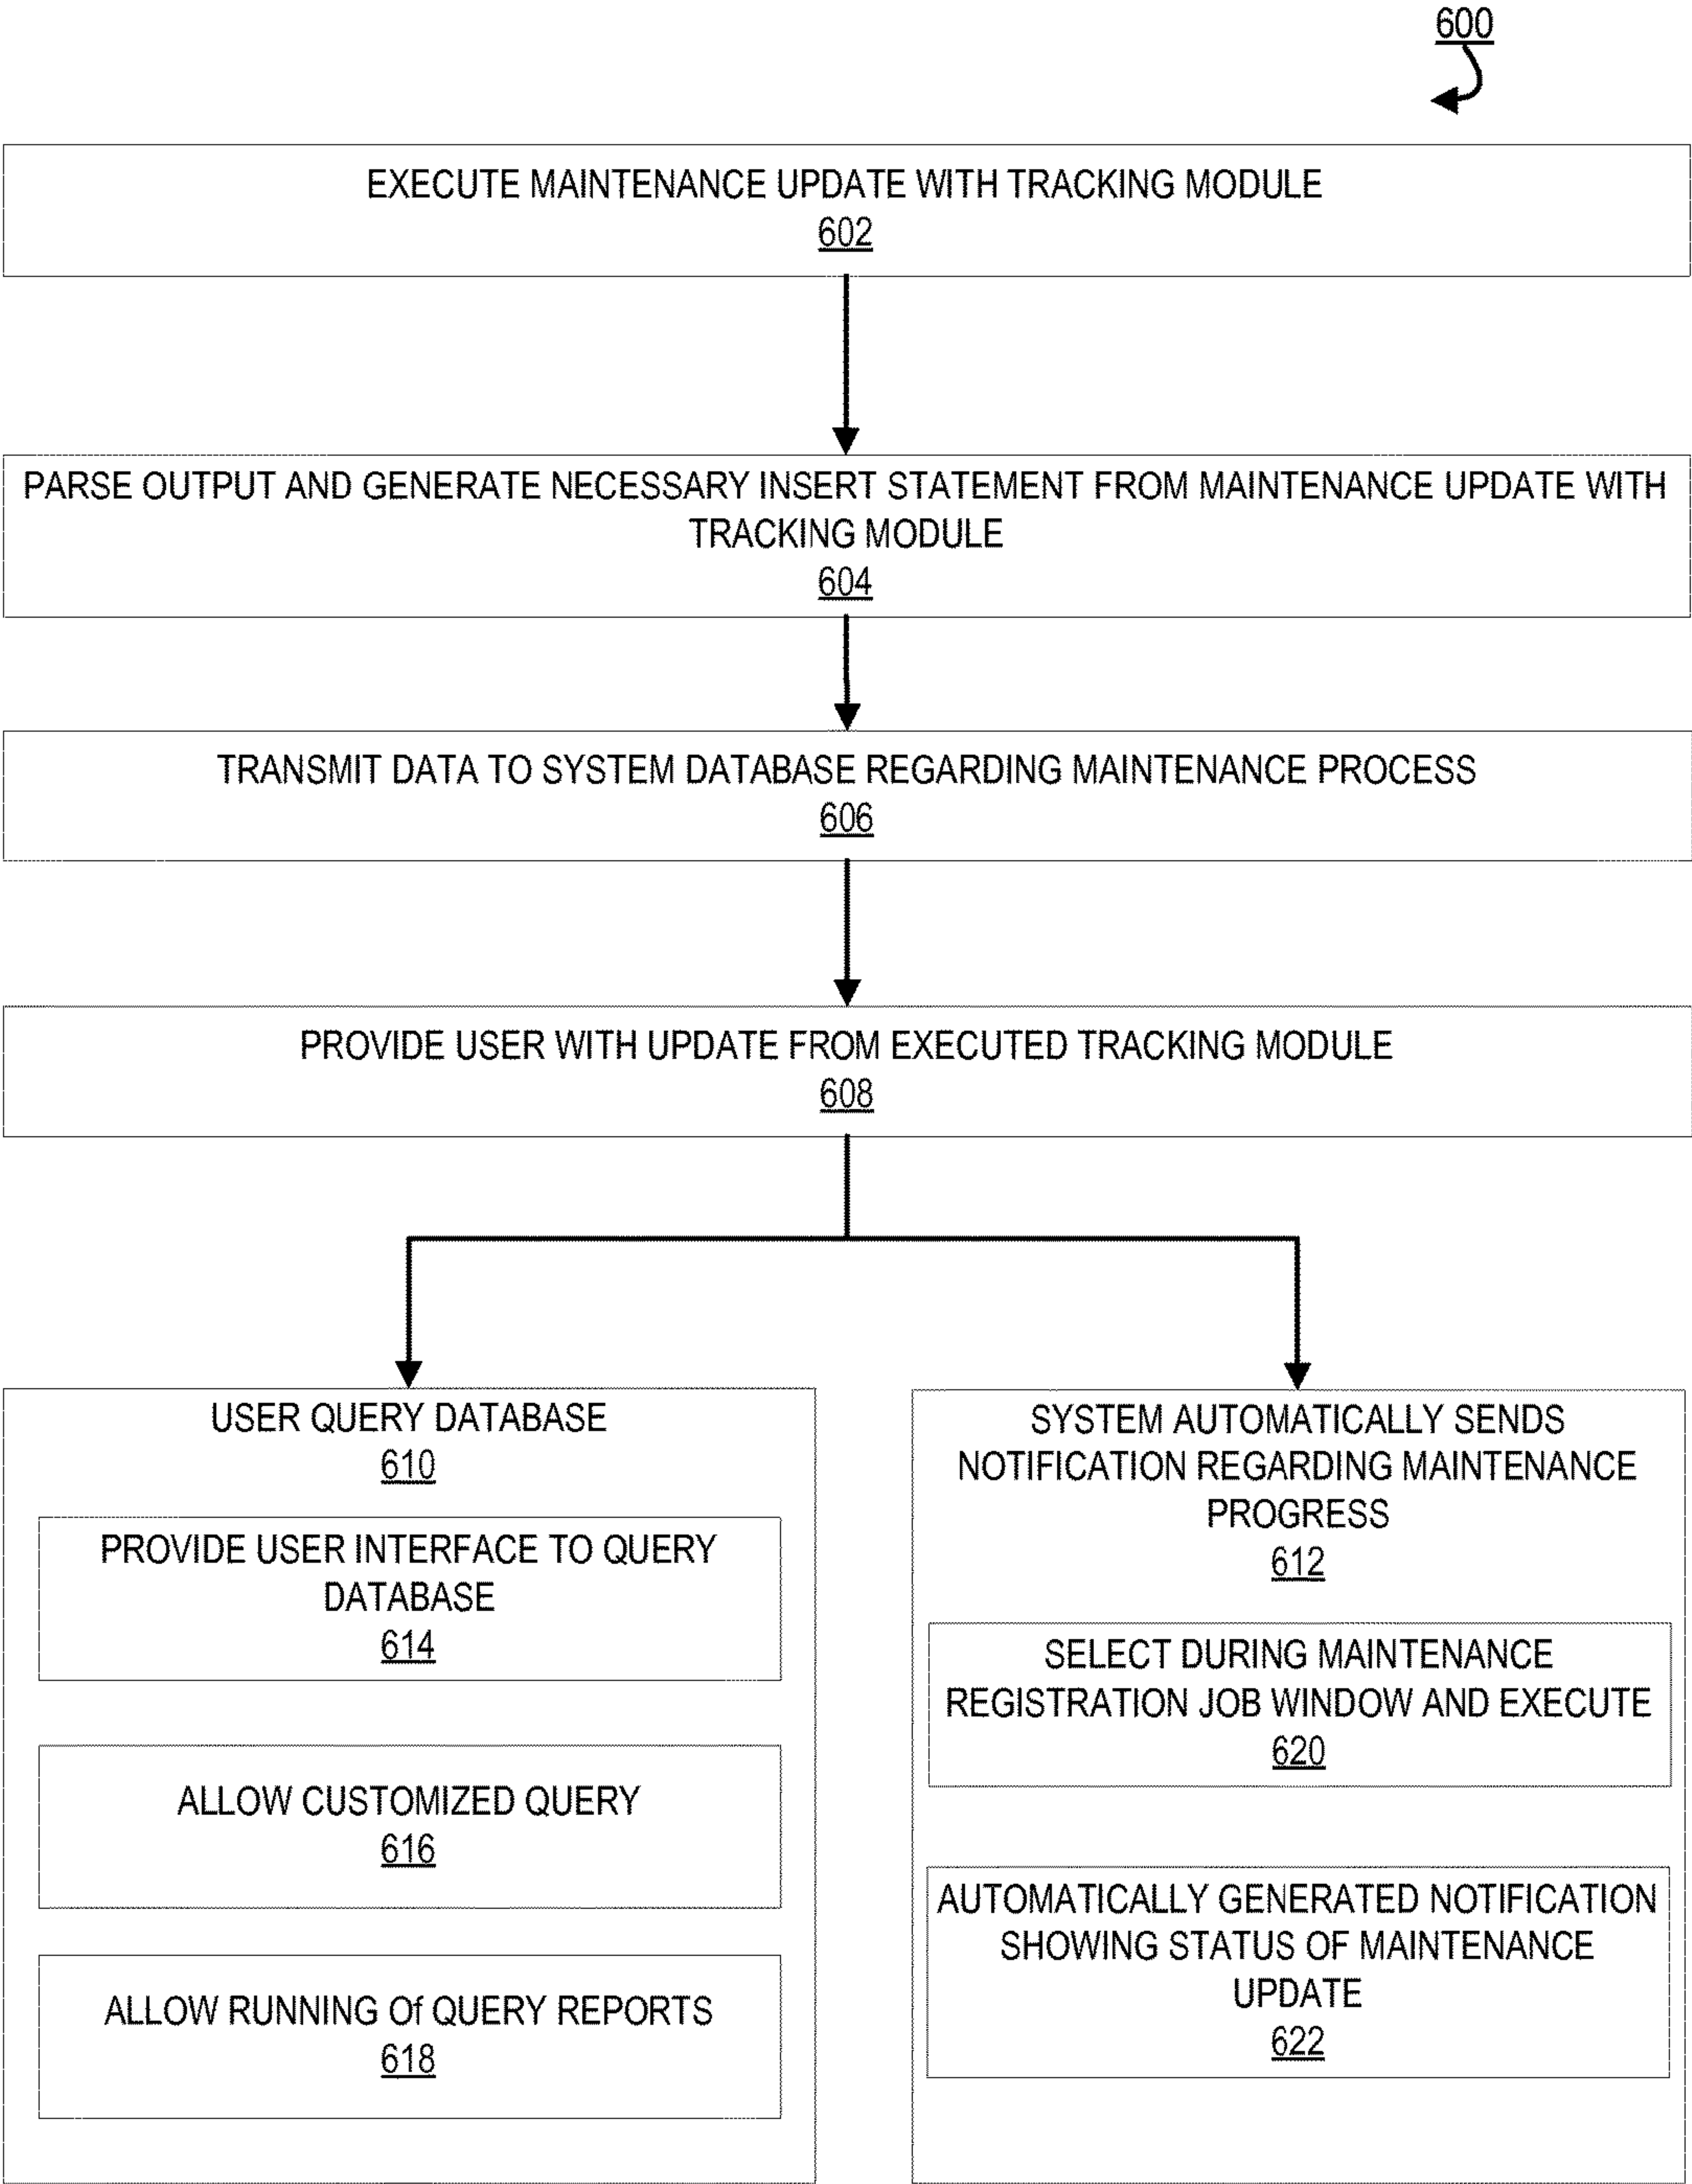 600
EXECUTE MAINTENANCE UPDATE WITH TRACKING MODULE
602
PARSE OUTPUT AND GENERATE NECESSARY INSERT STATEMENT FROM MAINTENANCE UPDATE WITH
TRACKING MODULE
604
TRANSMIT DATA TO SYSTEM DATABASE REGARDING MAINTENANCE PROCESS
606
PROVIDE USER WITH UPDATE FROM EXECUTED TRACKING MODULE
608
USER QUERY DATABASE
610
PROVIDE USER INTERFACE TO QUERY
DATABASE
614
ALLOW CUSTOMIZED QUERY
616
ALLOW RUNNING Of QUERY REPORTS
618
SYSTEM AUTOMATICALLY SENDS
NOTIFICATION REGARDING MAINTENANCE
PROGRESS
612
SELECT DURING MAINTENANCE
REGISTRATION JOB WINDOW AND EXECUTE
620
AUTOMATICALLY GENERATED NOTIFICATION
SHOWING STATUS OF MAINTENANCE
UPDATE
622